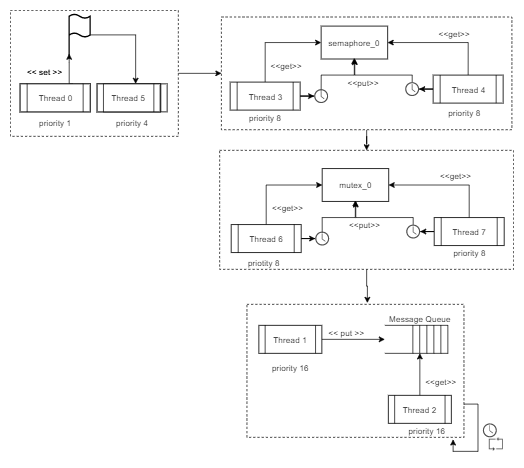 << set >>
Thread 0
Thread 5
priority 1
priority 4
semaphore_0
<<get>>
<<get>>
<<put>>
Thread 3
Thread 4
priority 8
priority 8
mutex_0
<<get>>
<<get>>
<<put>>
Thread 6
Thread 7
priotity 8
priority 8
Message Queue
Thread 1
<< put >>
priority 16
<<get>>
Thread 2
priority 16